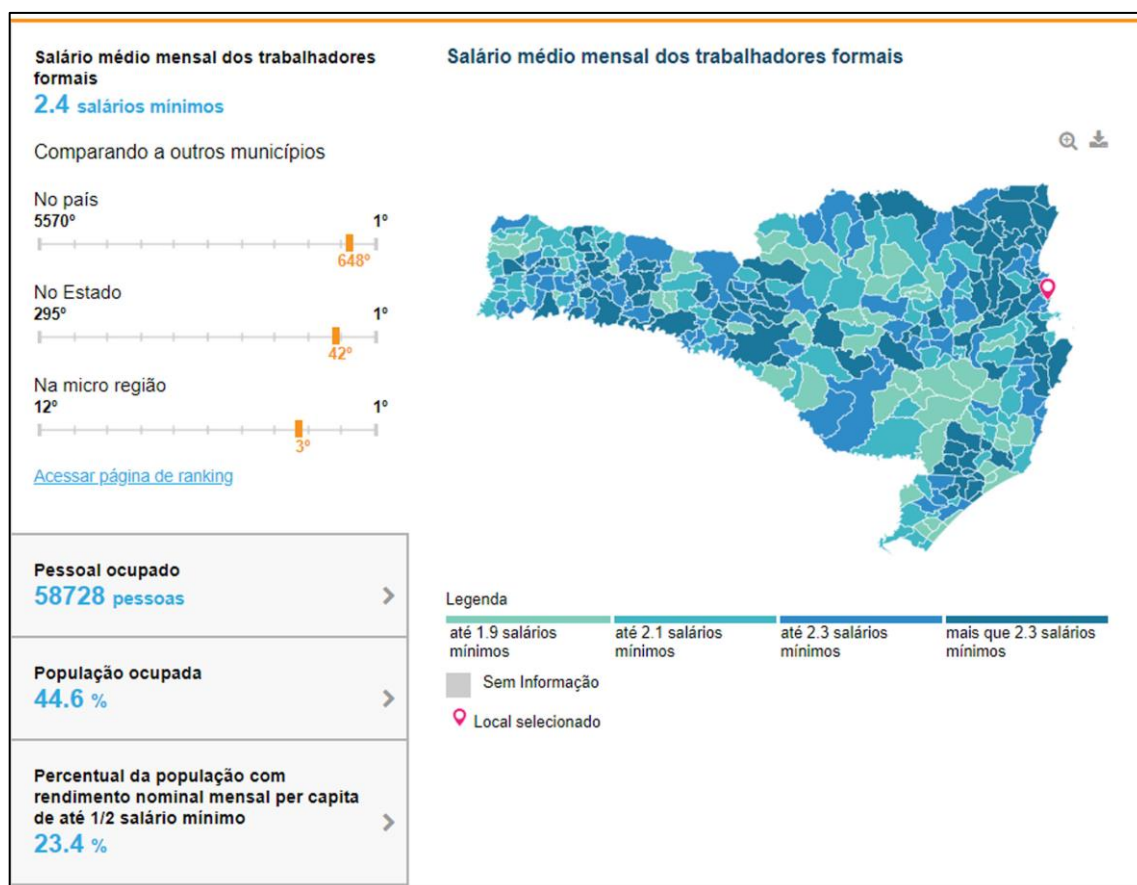 Salário médio mensal dos trabalhadores
formais
2.4 salários mínimos
Comparando a outros municípios
No país
5570º 1º
648º
No Estado
295º 1º
42º
Na micro região
12º 1º
3º
Acessar página de ranking
Pessoal ocupado
58728 pessoas
População ocupada
44.6 %
Percentual da população com
rendimento nominal mensal per capita
de até 1/2 salário mínimo
23.4 %
Salário médio mensal dos trabalhadores formais
Legenda
até 1.9 salários
mínimos
até 2.1 salários
mínimos
até 2.3 salários
mínimos
mais que 2.3 salários
mínimos
Sem Informação
Local selecionado